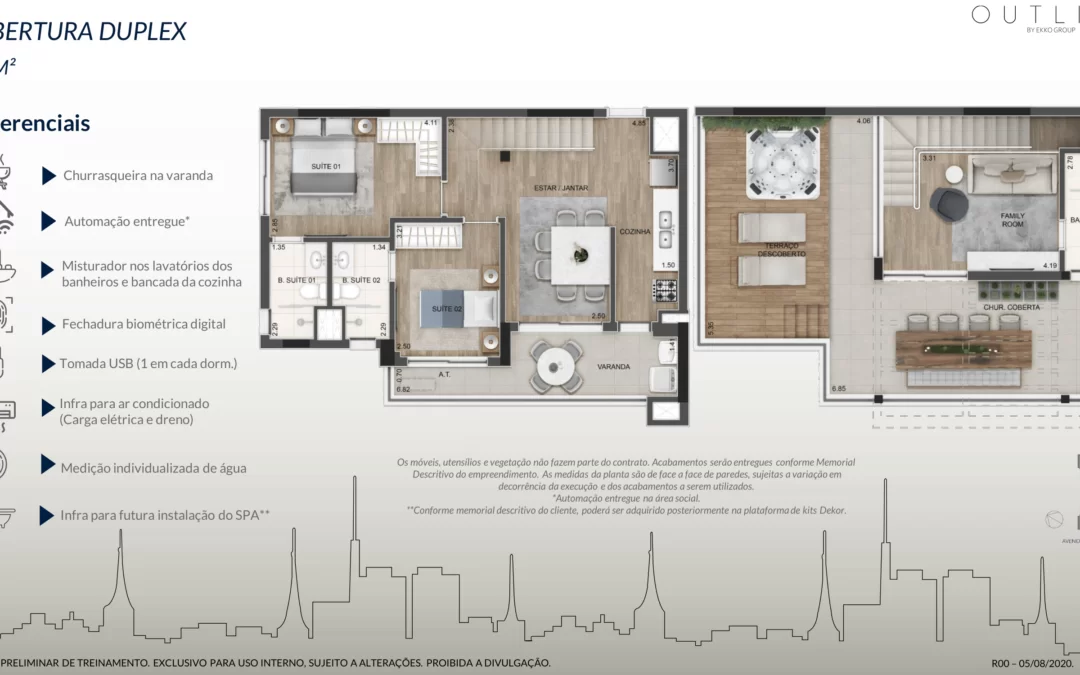 BERTURA DUPLEX
M²
OUTLI
BY EKKO GROUP
erenciais
Churrasqueira na varanda
Automação entregue*
Misturador nos lavatórios dos
banheiros e bancada da cozinha
Fechadura biométrica digital
Tomada USB (1 em cada dorm.)
Infra para ar condicionado
(Carga elétrica e dreno)
Medição individualizada de água
Infra para futura instalação do SPA**
4.11
2.38
4.85
SUÍTE 01
3.70
ESTAR / JANTAR
2.85
3.21
COZINHA
1.35
1.34
1.50
B. SUÍTE 01
B. SUÍTE 02
SUÍTE 02
2.29
2.29
2.50
2.50
1.41
VARANDA
0.70
A.T.
6.82
4.06
3.31
2.78
FAMILY
ROOM
BA
TERRAÇO
DESCOBERTO
4.19
CHUR. COBERTA
5.35
6.85
Os móveis, utensílios e vegetação não fazem parte do contrato. Acabamentos serão entregues conforme Memorial
Descritivo do empreendimento. As medidas da planta são de face a face de paredes, sujeitas a variação em
decorrência da execução e dos acabamentos a serem utilizados.
*Automação entregue na área social.
**Conforme memorial descritivo do cliente, poderá ser adquirido posteriormente na plataforma de kits Dekor.
AVENID
PRELIMINAR DE TREINAMENTO. EXCLUSIVO PARA USO INTERNO, SUJEITO A ALTERAÇÕES. PROIBIDA A DIVULGAÇÃO.
R00 – 05/08/2020.